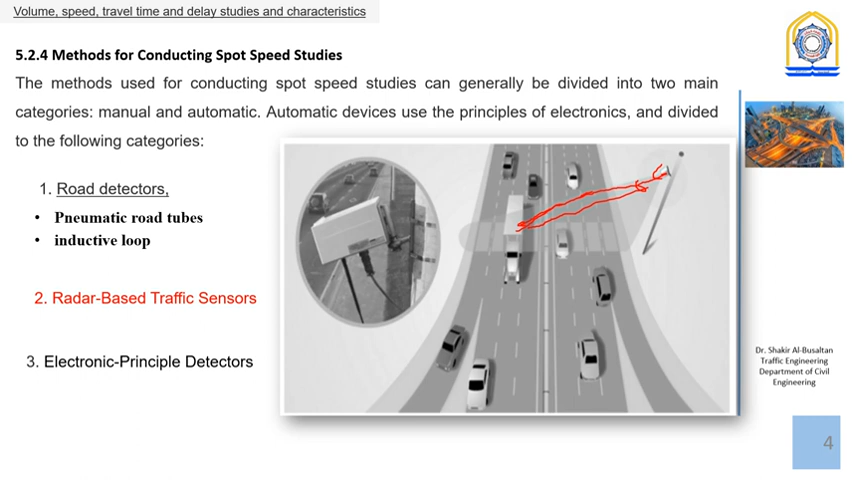 Volume, speed, travel time and delay studies and characteristics
5.2.4 Methods for Conducting Spot Speed Studies
The methods used for conducting spot speed studies can generally be divided into two main
categories: manual and automatic. Automatic devices use the principles of electronics, and divided
to the following categories:
1. Road detectors,
• Pneumatic road tubes
• inductive loop
2. Radar-Based Traffic Sensors
3. Electronic-Principle Detectors
Dr. Shakir Al-Busaltan
Traffic Engineering
Department of Civil
Engineering
4